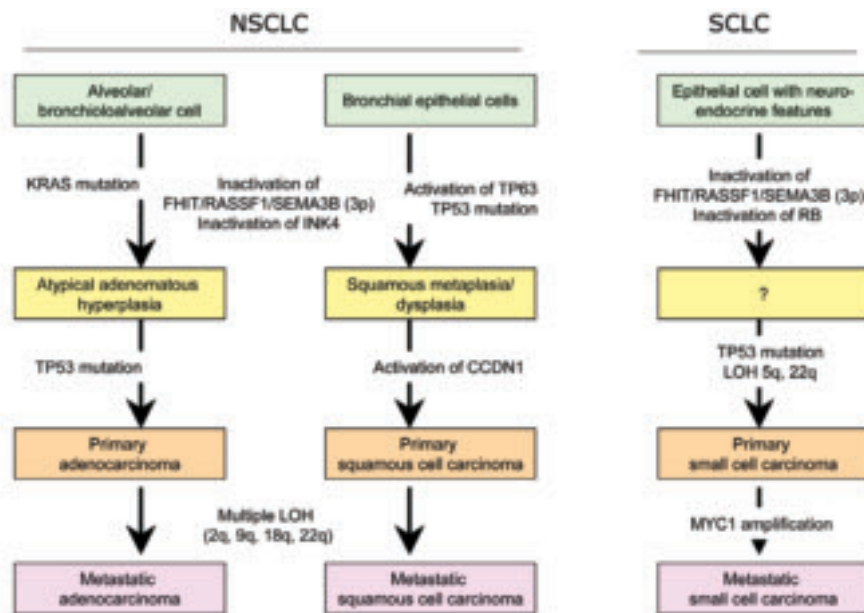 NSCLC
SCLC
Alveolar/
bronchioloalveolar cell
Bronchial epithelial cells
Epithelial cell with neuro-
endocrine features
KRAS mutation
Inactivation of
FHIT/RASSF1/SEMA3B (3p)
Inactivation of INK4
Activation of TP63
TP53 mutation
Inactivation of
FHIT/RASSF1/SEMA3B (3p)
Inactivation of RB
Atypical adenomatous
hyperplasia
Squamous metaplasia/
dysplasia
?
TP53 mutation
Activation of CCDN1
TP53 mutation
LOH 5q, 22q
Primary
adenocarcinoma
Primary
squamous cell carcinoma
Primary
small cell carcinoma
Multiple LOH
(2q, 9q, 18q, 22q)
MYC1 amplification
Metastatic
adenocarcinoma
Metastatic
squamous cell carcinoma
Metastatic
small cell carcinoma